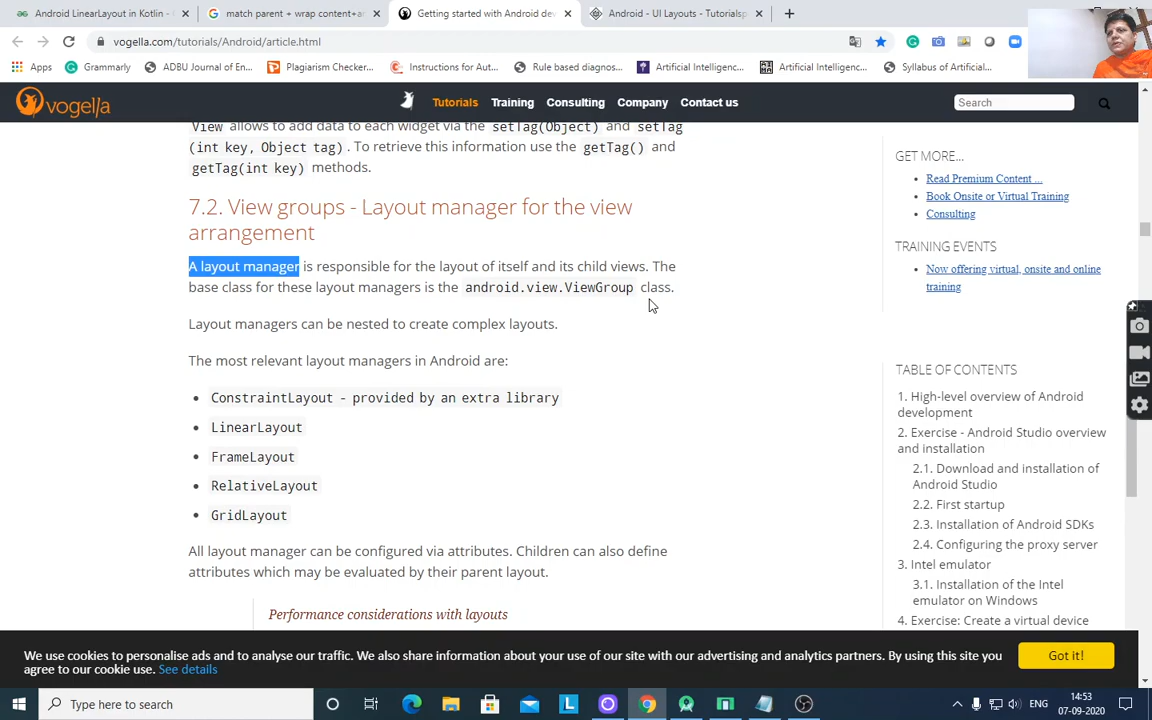 Android LinearLayout in Kotlin -
match parent + wrap content+an
Getting started with Android dev
Android - UI Layouts - Tutorialsp
vogella.com/tutorials/Android/article.html
Apps
Grammarly
ADBU Journal of En...
Plagiarism Checker...
Instructions for Aut...
Rule based diagnos...
Artificial Intelligenc...
Artificial Intelligenc...
Syllabus of Artificial...
vogella
Tutorials
Training
Consulting
Company
Contact us
Search
View allows to add data to each widget via the setTag(Object) and setTag
(int key, Object tag). To retrieve this information use the getTag() and
getTag(int key) methods.
7.2. View groups - Layout manager for the view
arrangement
A layout manager is responsible for the layout of itself and its child views. The
base class for these layout managers is the android.view.ViewGroup class.
Layout managers can be nested to create complex layouts.
The most relevant layout managers in Android are:
ConstraintLayout - provided by an extra library
LinearLayout
FrameLayout
RelativeLayout
GridLayout
All layout manager can be configured via attributes. Children can also define
attributes which may be evaluated by their parent layout.
Performance considerations with layouts
GET MORE...
Read Premium Content ...
Book Onsite or Virtual Training
Consulting
TRAINING EVENTS
Now offering virtual, onsite and online
training
TABLE OF CONTENTS
1. High-level overview of Android
development
2. Exercise - Android Studio overview
and installation
2.1. Download and installation of
Android Studio
2.2. First startup
2.3. Installation of Android SDKs
2.4. Configuring the proxy server
3. Intel emulator
3.1. Installation of the Intel
emulator on Windows
4. Exercise: Create a virtual device
We use cookies to personalise ads and to analyse our traffic. We also share information about your use of our site with our advertising and analytics partners. By using this site you
agree to our cookie use. See details
Got it!
Type here to search
ENG
14:53
07-09-2020